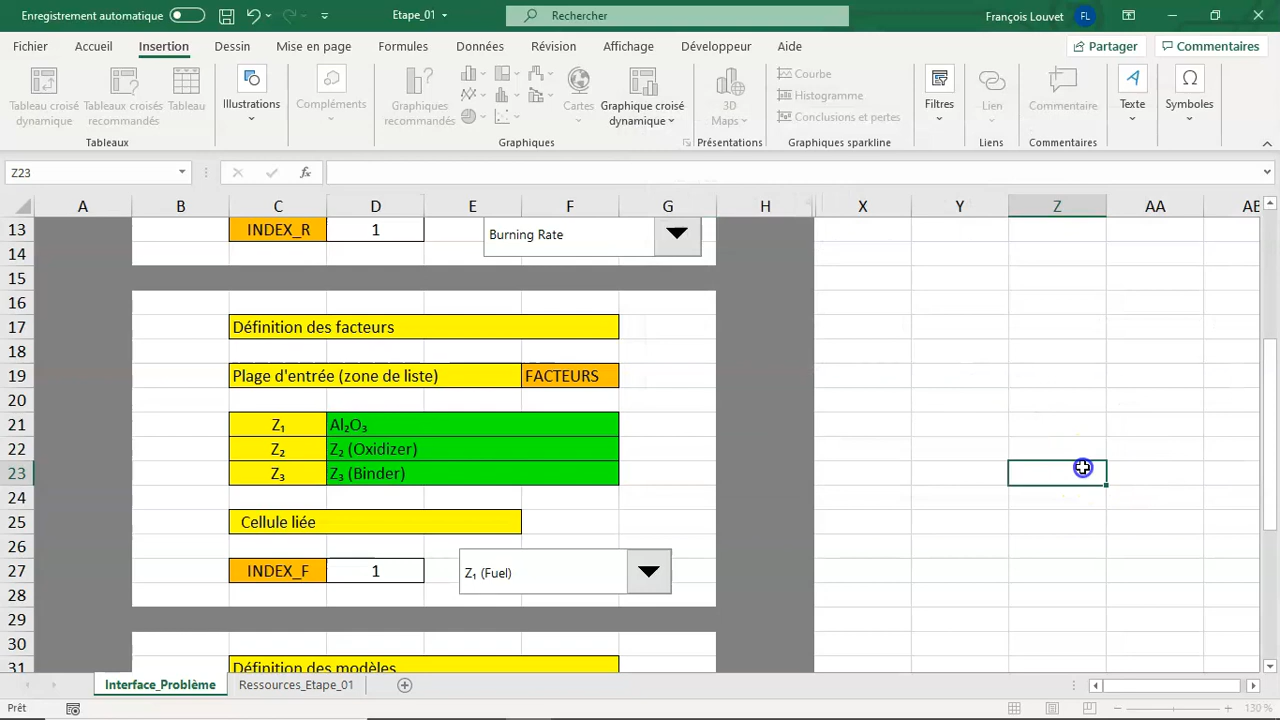 Enregistrement automatique Etape_01 Rechercher François Louvet FL
Fichier Accueil Insertion Dessin Mise en page Formules Données Révision Affichage Développeur Aide Partager Commentaires
Tableau croisé dynamique
Tableaux croisés recommandés
Tableau
Illustrations
Compléments
Graphiques recommandés
Cartes
Graphique croisé dynamique
3D Maps
Courbe
Histogramme
Conclusions et pertes
Filtres
Lien
Commentaire
Texte
Symboles
Tableaux Graphiques Présentations Graphiques sparkline Liens Commentaires
Z23 fx
A B C D E F G H X Y Z AA AB
13 INDEX_R 1 Burning Rate
14
15
16
17 Définition des facteurs
18
19 Plage d'entrée (zone de liste) FACTEURS
20
21 Z₁ Al₂O₃
22 Z₂ Z₂ (Oxidizer)
23 Z₃ Z₃ (Binder)
24
25 Cellule liée
26
27 INDEX_F 1 Z₁ (Fuel)
28
29
30
31 Définition des modèles
Interface_Problème Ressources_Etape_01
Prêt 130 %